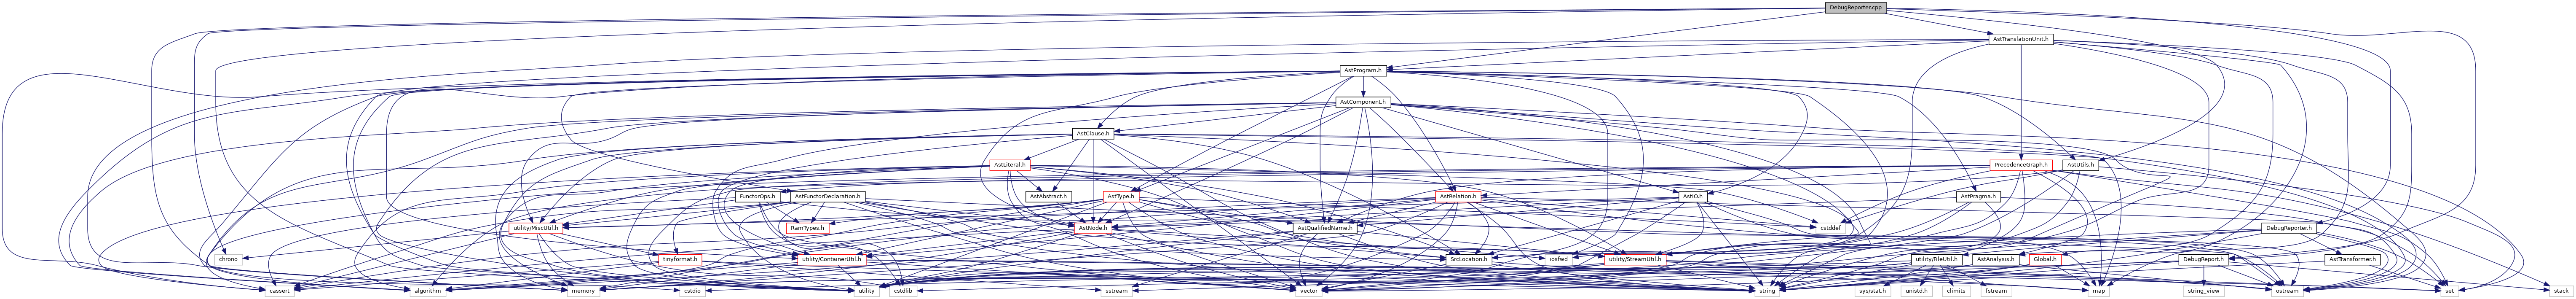 DebugReporter.cpp
AstTranslationUnit.h
AstProgram.h
AstComponent.h
AstClause.h
AstLiteral.h
PrecedenceGraph.h
AstUtils.h
FunctorOps.h
AstFunctorDeclaration.h
AstAbstract.h
AstType.h
AstRelation.h
AstIO.h
AstPragma.h
utility/MiscUtil.h
RamTypes.h
AstNode.h
AstQualifiedName.h
cstddef
DebugReporter.h
chrono
tinyformat.h
utility/ContainerUtil.h
SrcLocation.h
iosfwd
utility/StreamUtil.h
utility/FileUtil.h
AstAnalysis.h
Global.h
DebugReport.h
AstTransformer.h
cassert
algorithm
memory
cstdio
utility
cstdlib
sstream
vector
string
sys/stat.h
unistd.h
climits
fstream
map
string_view
ostream
set
stack